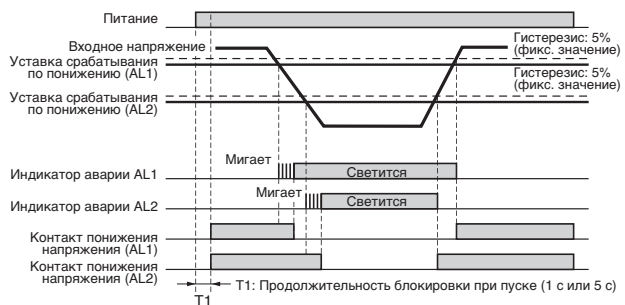 Питание
Входное напряжение
Гистерезис: 5%
(фикс. значение)
Уставка срабатывания
по понижению (AL1)
Гистерезис: 5%
(фикс. значение)
Уставка срабатывания
по понижению (AL2)
Мигает
Индикатор аварии AL1
Светится
Мигает
Индикатор аварии AL2
Светится
Контакт понижения
напряжения (AL1)
Контакт понижения
напряжения (AL2)
T1: Продолжительность блокировки при пуске (1 с или 5 с)
T1